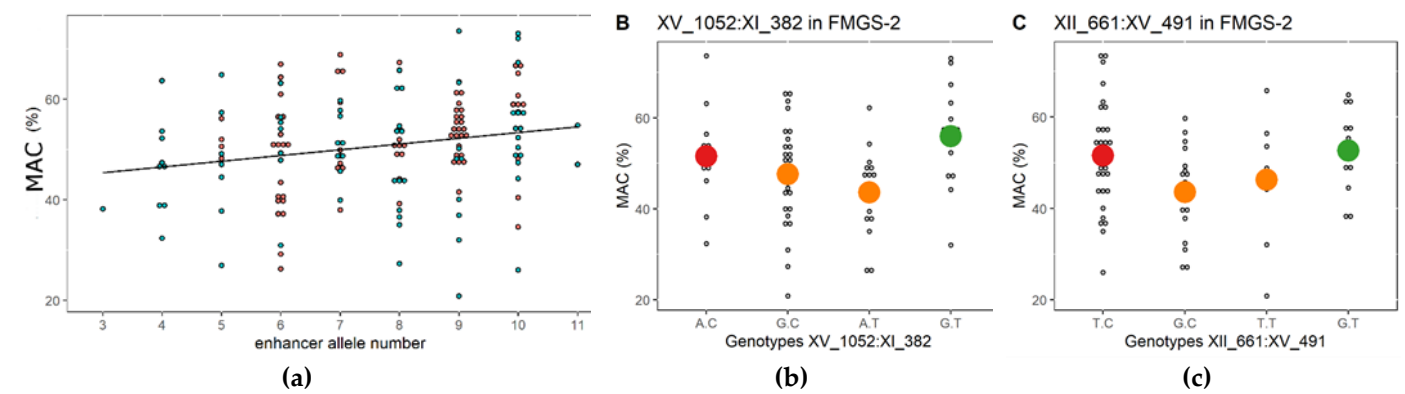 MAC (%)
60
40
20
3 4 5 6 7 8 9 10 11
enhancer allele number
(a)
B XV_1052:XI_382 in FMGS-2
MAC (%)
60
40
20
A.C G.C A.T G.T
Genotypes XV_1052:XI_382
(b)
C XII_661:XV_491 in FMGS-2
MAC (%)
60
40
20
T.C G.C T.T G.T
Genotypes XII_661:XV_491
(c)